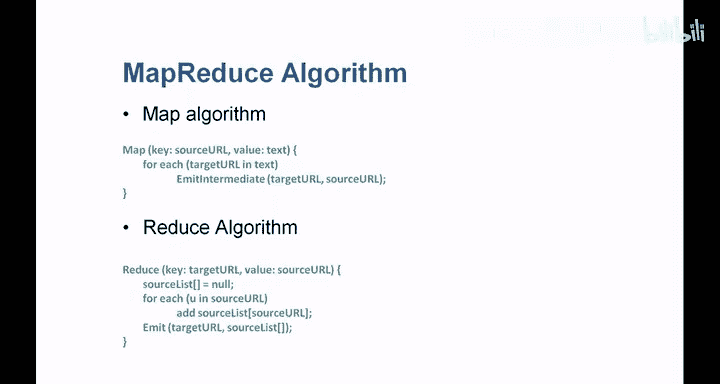 bilibili
MapReduce Algorithm
• Map algorithm
Map (key: sourceURL, value: text) {
for each (targetURL in text)
EmitIntermediate (targetURL, sourceURL);
}
• Reduce Algorithm
Reduce (key: targetURL, value: sourceURL) {
sourceList[] = null;
for each (u in sourceURL)
add sourceList[sourceURL];
Emit (targetURL, sourceList[]);
}